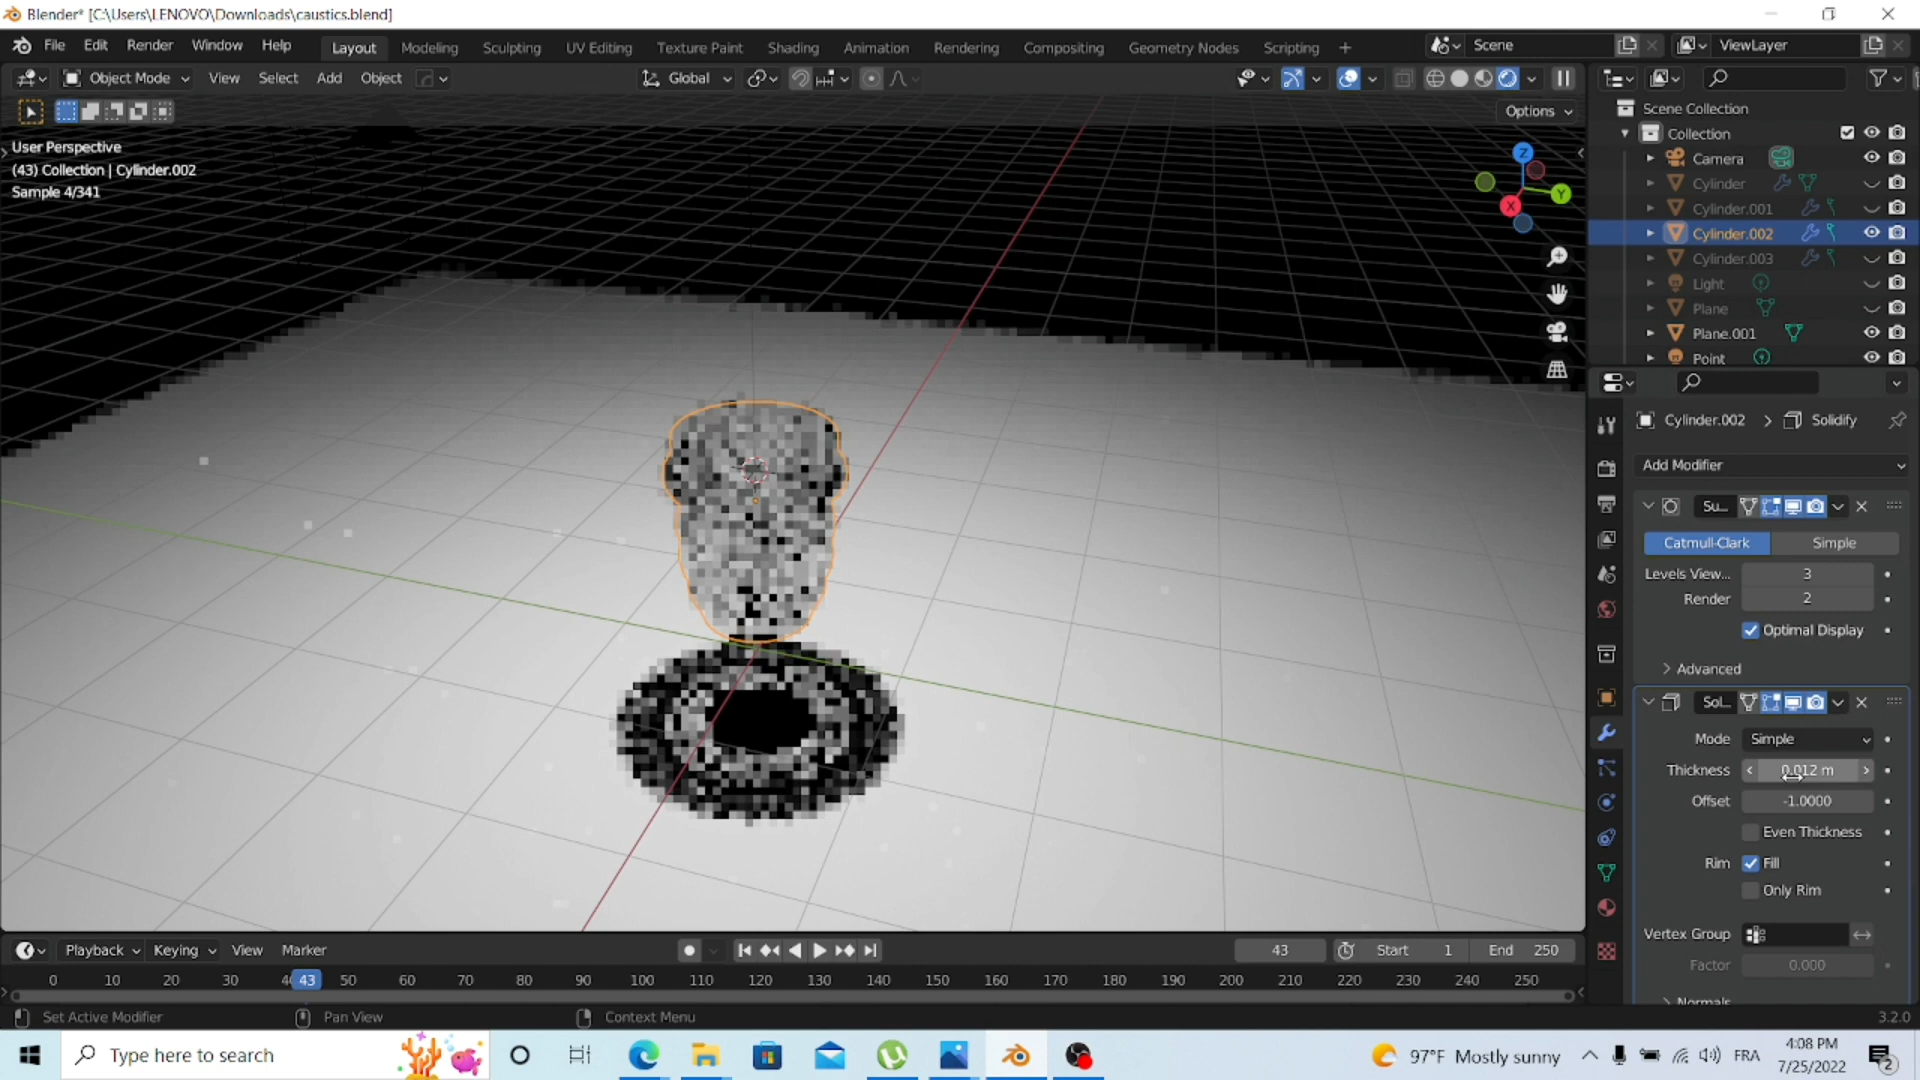 Blender* [C:\Users\LENOVO\Downloads\caustics.blend]
File Edit Render Window Help Layout Modeling Sculpting UV Editing Texture Paint Shading Animation Rendering Compositing Geometry Nodes Scripting + Scene ViewLayer
Object Mode View Select Add Object Global
Options
User Perspective
(43) Collection | Cylinder.002
Sample 4/341
Z
Y
X
Scene Collection
Collection
Camera
Cylinder
Cylinder.001
Cylinder.002
Cylinder.003
Light
Plane
Plane.001
Point
Cylinder.002 > Solidify
Add Modifier
Su...
Catmull-Clark Simple
Levels View... 3
Render 2
Optimal Display
Advanced
Sol...
Mode Simple
Thickness 0.012 m
Offset -1.0000
Even Thickness
Rim Fill
Only Rim
Vertex Group
Factor 0.000
Normals
Playback Keying View Marker 43 Start 1 End 250
0 10 20 30 43 50 60 70 80 90 100 110 120 130 140 150 160 170 180 190 200 210 220 230 240 250
Set Active Modifier Pan View Context Menu 3.2.0
Type here to search 97°F Mostly sunny FRA 4:08 PM
7/25/2022
2